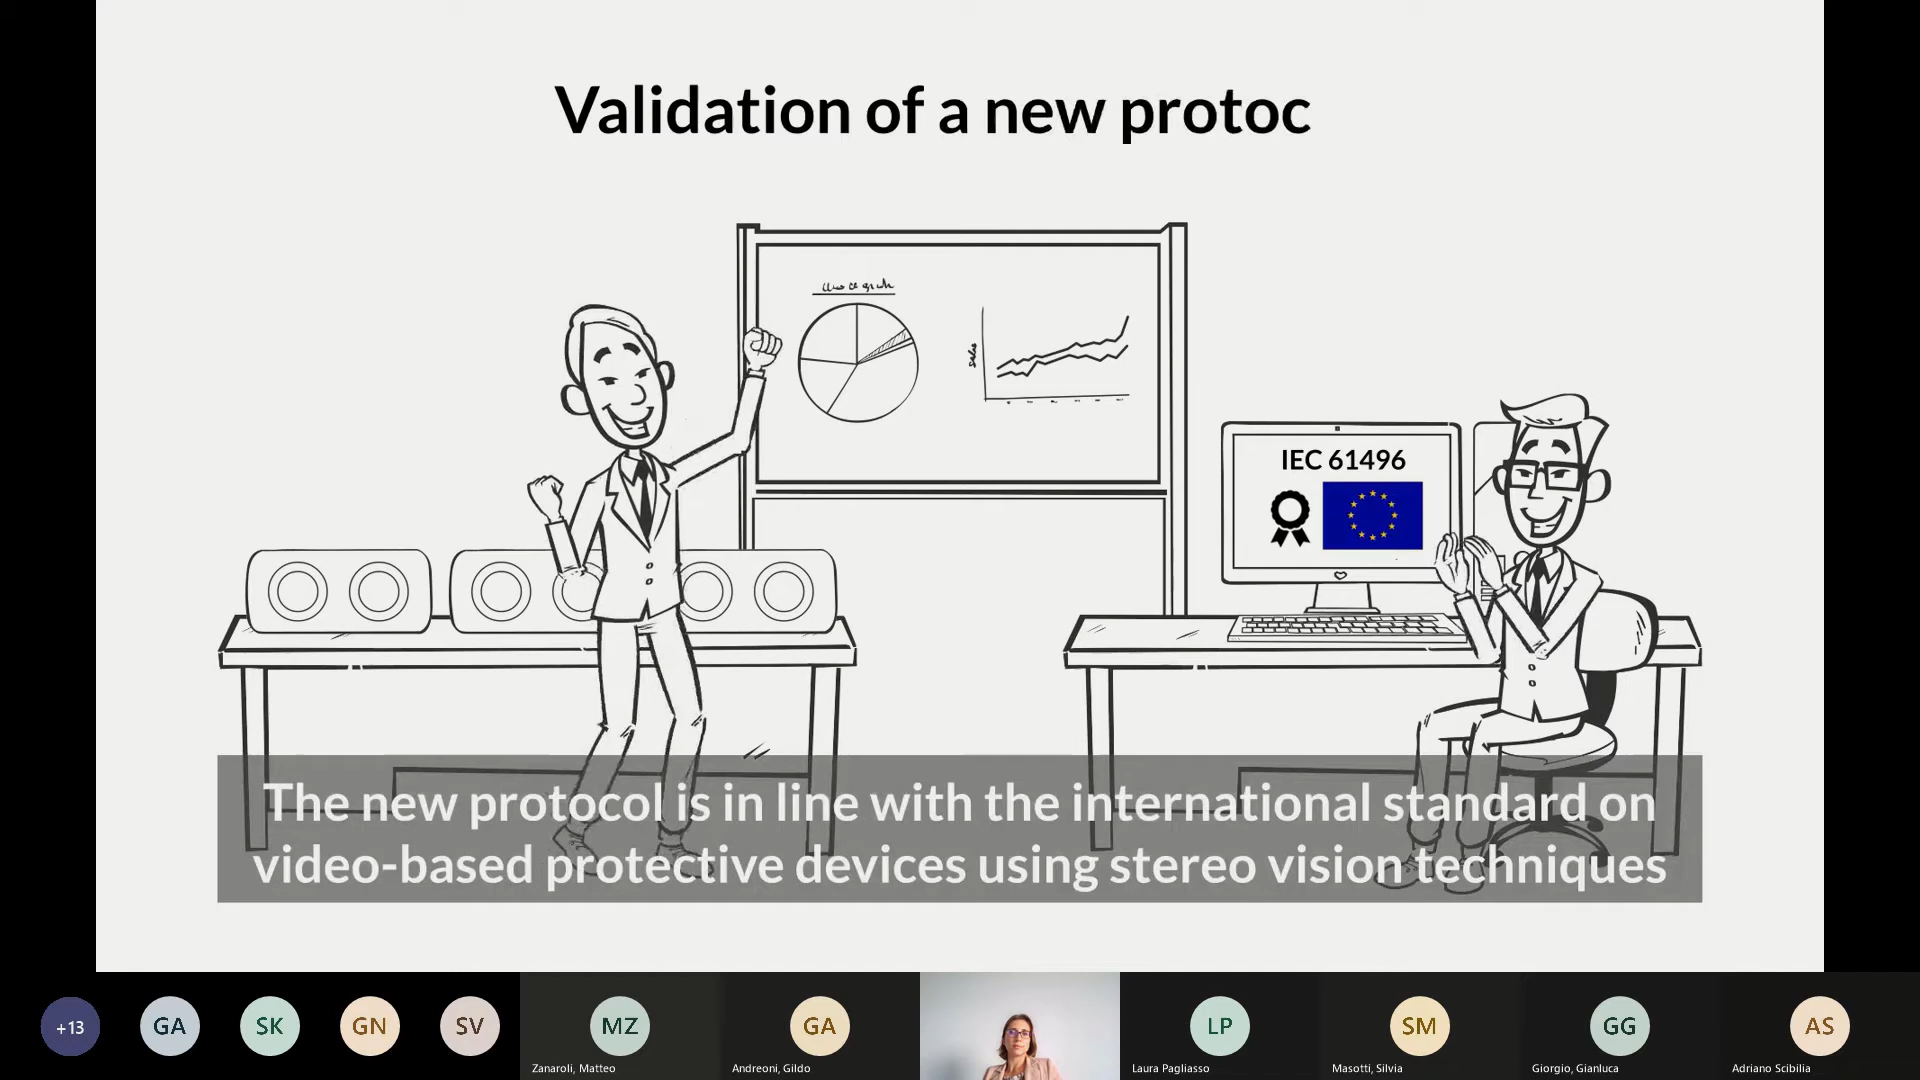 Validation of a new protoc
sales
IEC 61496
The new protocol is in line with the international standard on
video-based protective devices using stereo vision techniques
+13
GA
SK
GN
SV
MZ
GA
LP
SM
GG
AS
Zanaroli, Matteo
Andreoni, Gildo
Laura Pagliasso
Masotti, Silvia
Giorgio, Gianluca
Adriano Scibilia